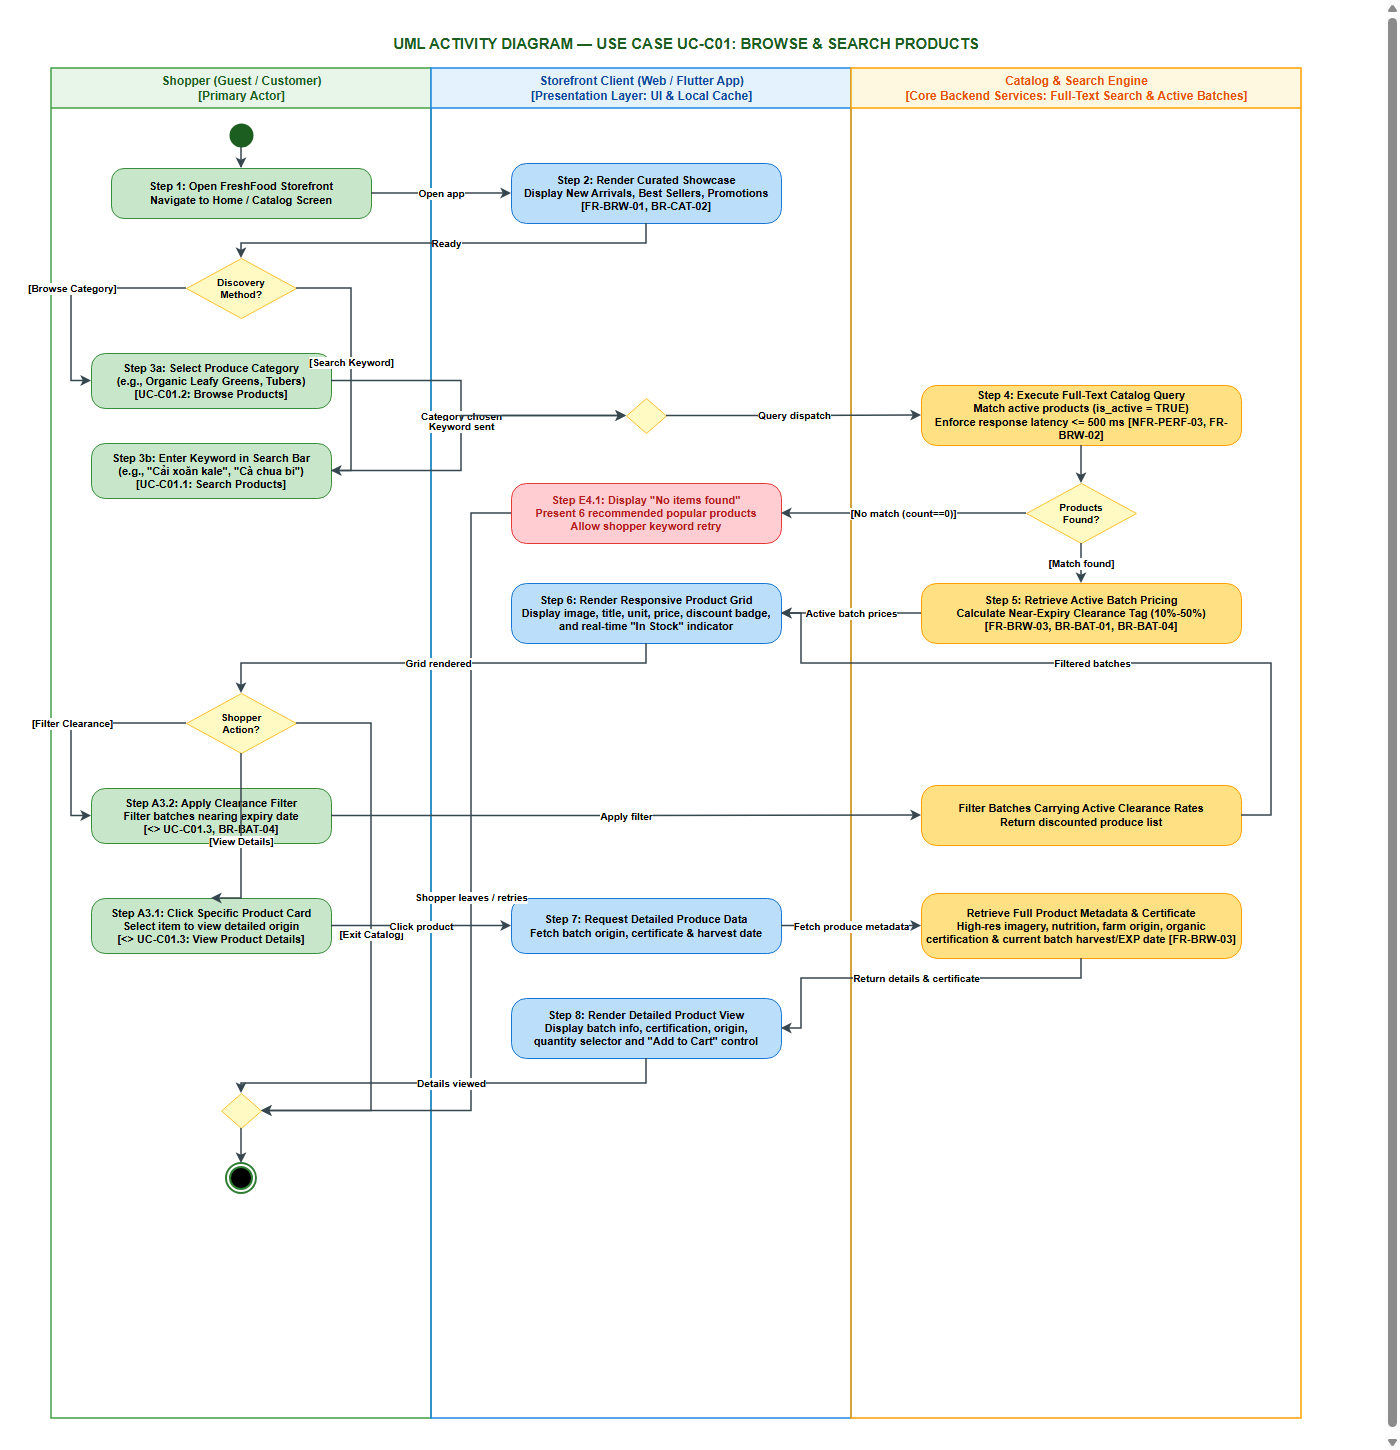 UML ACTIVITY DIAGRAM — USE CASE UC-C01: BROWSE & SEARCH PRODUCTS
Shopper (Guest / Customer)
[Primary Actor]
Storefront Client (Web / Flutter App)
[Presentation Layer: UI & Local Cache]
Catalog & Search Engine
[Core Backend Services: Full-Text Search & Active Batches]
Step 1: Open FreshFood Storefront
Navigate to Home / Catalog Screen
Open app
Step 2: Render Curated Showcase
Display New Arrivals, Best Sellers, Promotions
[FR-BRW-01, BR-CAT-02]
Ready
Discovery
Method?
[Browse Category]
[Search Keyword]
Step 3a: Select Produce Category
(e.g., Organic Leafy Greens, Tubers)
[UC-C01.2: Browse Products]
Category chosen
Keyword sent
Query dispatch
Step 4: Execute Full-Text Catalog Query
Match active products (is_active = TRUE)
Enforce response latency <= 500 ms [NFR-PERF-03, FR-
BRW-02]
Step 3b: Enter Keyword in Search Bar
(e.g., "Cải xoăn kale", "Cà chua bi")
[UC-C01.1: Search Products]
Step E4.1: Display "No items found"
Present 6 recommended popular products
Allow shopper keyword retry
[No match (count==0)]
Products
Found?
[Match found]
Step 6: Render Responsive Product Grid
Display image, title, unit, price, discount badge,
and real-time "In Stock" indicator
Active batch prices
Step 5: Retrieve Active Batch Pricing
Calculate Near-Expiry Clearance Tag (10%-50%)
[FR-BRW-03, BR-BAT-01, BR-BAT-04]
Grid rendered
Filtered batches
Shopper
Action?
[Filter Clearance]
Step A3.2: Apply Clearance Filter
Filter batches nearing expiry date
[<> UC-C01.3, BR-BAT-04]
[View Details]
Apply filter
Filter Batches Carrying Active Clearance Rates
Return discounted produce list
Shopper leaves / retries
Step A3.1: Click Specific Product Card
Select item to view detailed origin
[<> UC-C01.3: View Product Details]
[Exit Catalog]
Click product
Step 7: Request Detailed Produce Data
Fetch batch origin, certificate & harvest date
Fetch produce metadata
Retrieve Full Product Metadata & Certificate
High-res imagery, nutrition, farm origin, organic
certification & current batch harvest/EXP date [FR-BRW-03]
Return details & certificate
Step 8: Render Detailed Product View
Display batch info, certification, origin,
quantity selector and "Add to Cart" control
Details viewed